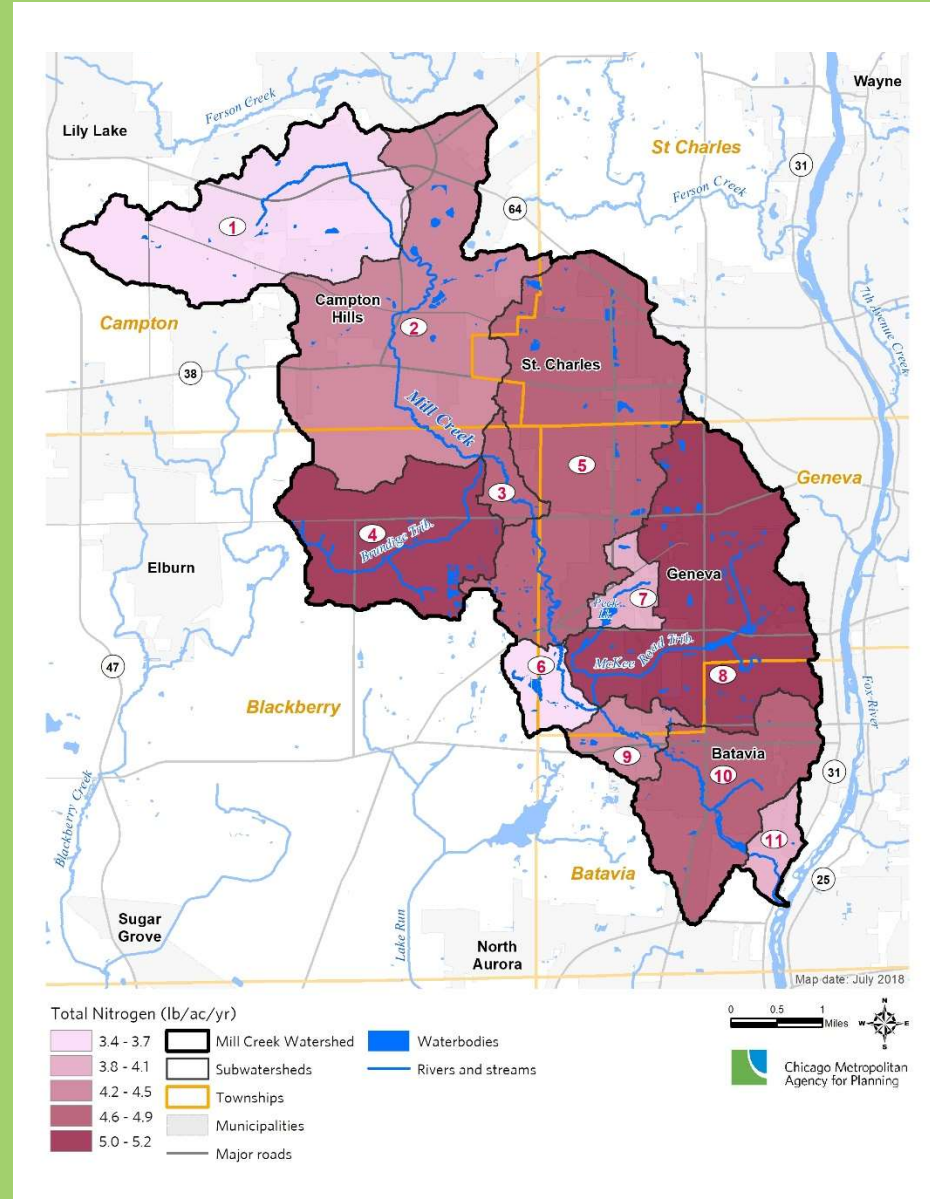 Wayne
Ferson Creek
Lily Lake
St Charles
31
Ferson Creek
64
1
7th Avenue Creek
Campton
Hills
Campton
2
St. Charles
38
Mill Creek
Geneva
5
3
4
Brundige Trib.
Elburn
Geneva
7
Peck
Lk.
McKee Road Trib.
6
47
8
Fox River
Blackberry
Batavia
9
10
31
Blackberry Creek
11
Batavia
25
Sugar
Grove
Lake Run
North
Aurora
Map date: July 2018
Total Nitrogen (lb/ac/yr)
3.4 - 3.7
3.8 - 4.1
4.2 - 4.5
4.6 - 4.9
5.0 - 5.2
Mill Creek Watershed
Subwatersheds
Townships
Municipalities
Major roads
Waterbodies
Rivers and streams
0 0.5 1
Miles
N
W E
S
Chicago Metropolitan
Agency for Planning